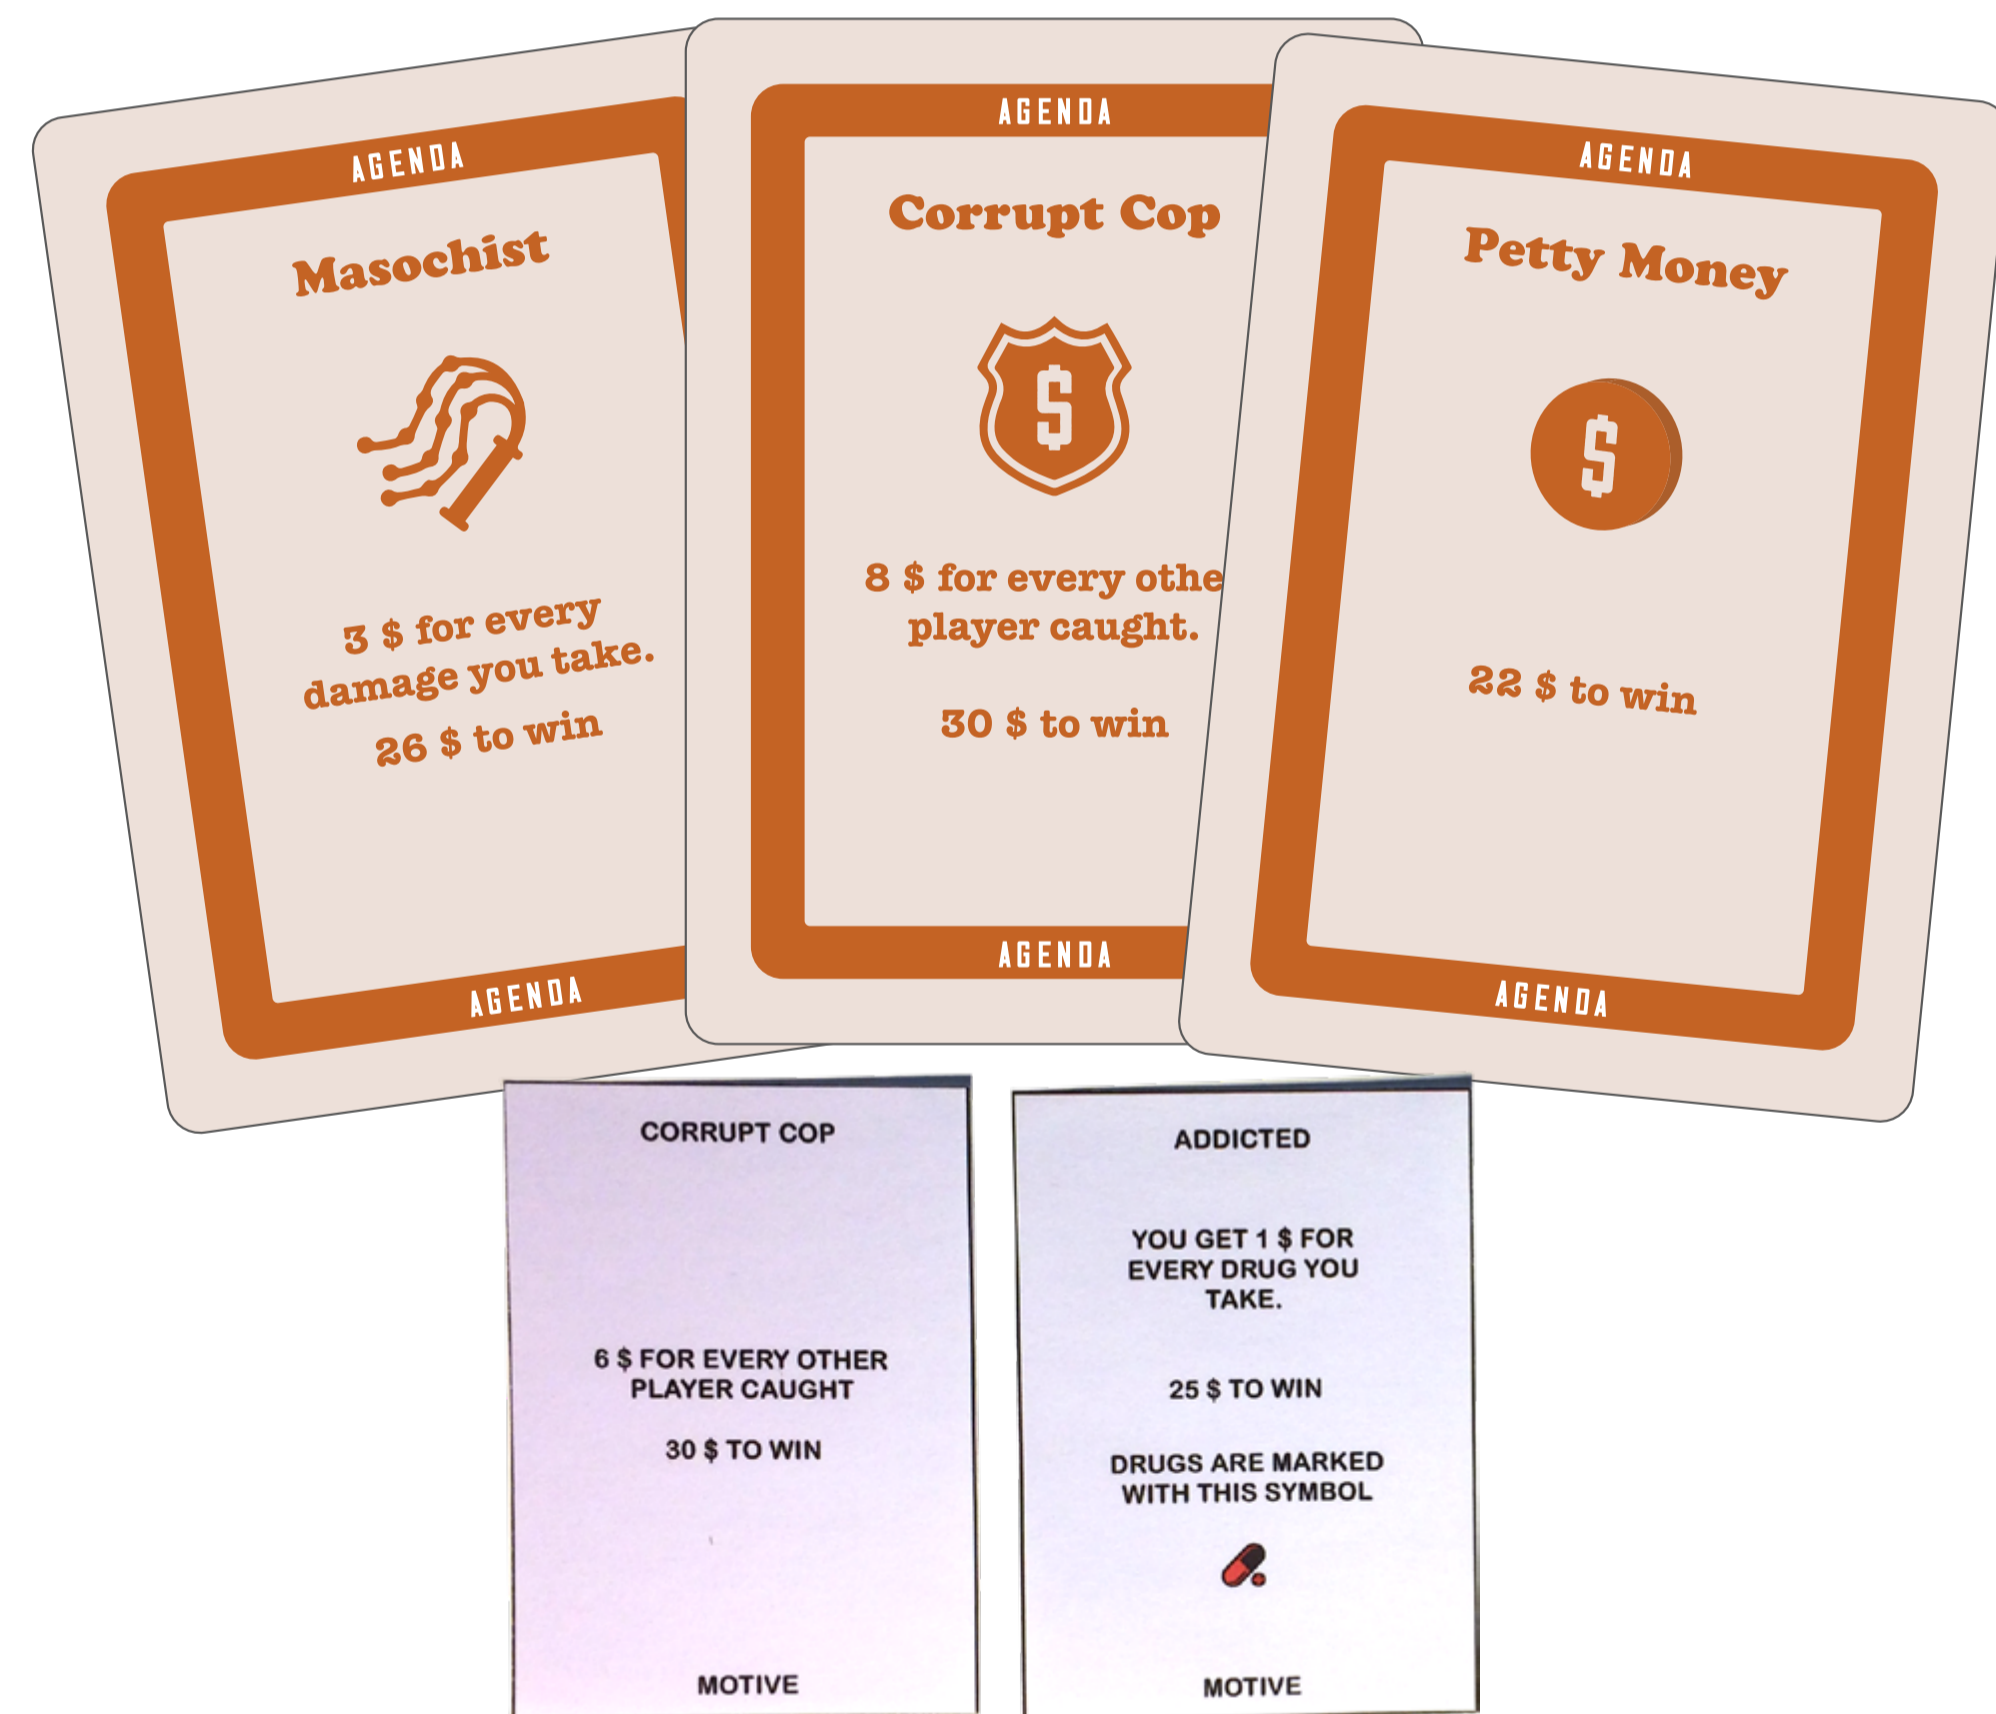 AGENDA
Masochist
3 $ for every
damage you take.
26 $ to win
AGENDA
AGENDA
Corrupt Cop
$
8 $ for every othe
player caught.
30 $ to win
AGENDA
AGENDA
Petty Money
$
22 $ to win
AGENDA
CORRUPT COP
6 $ FOR EVERY OTHER
PLAYER CAUGHT
30 $ TO WIN
MOTIVE
ADDICTED
YOU GET 1 $ FOR
EVERY DRUG YOU
TAKE.
25 $ TO WIN
DRUGS ARE MARKED
WITH THIS SYMBOL
MOTIVE